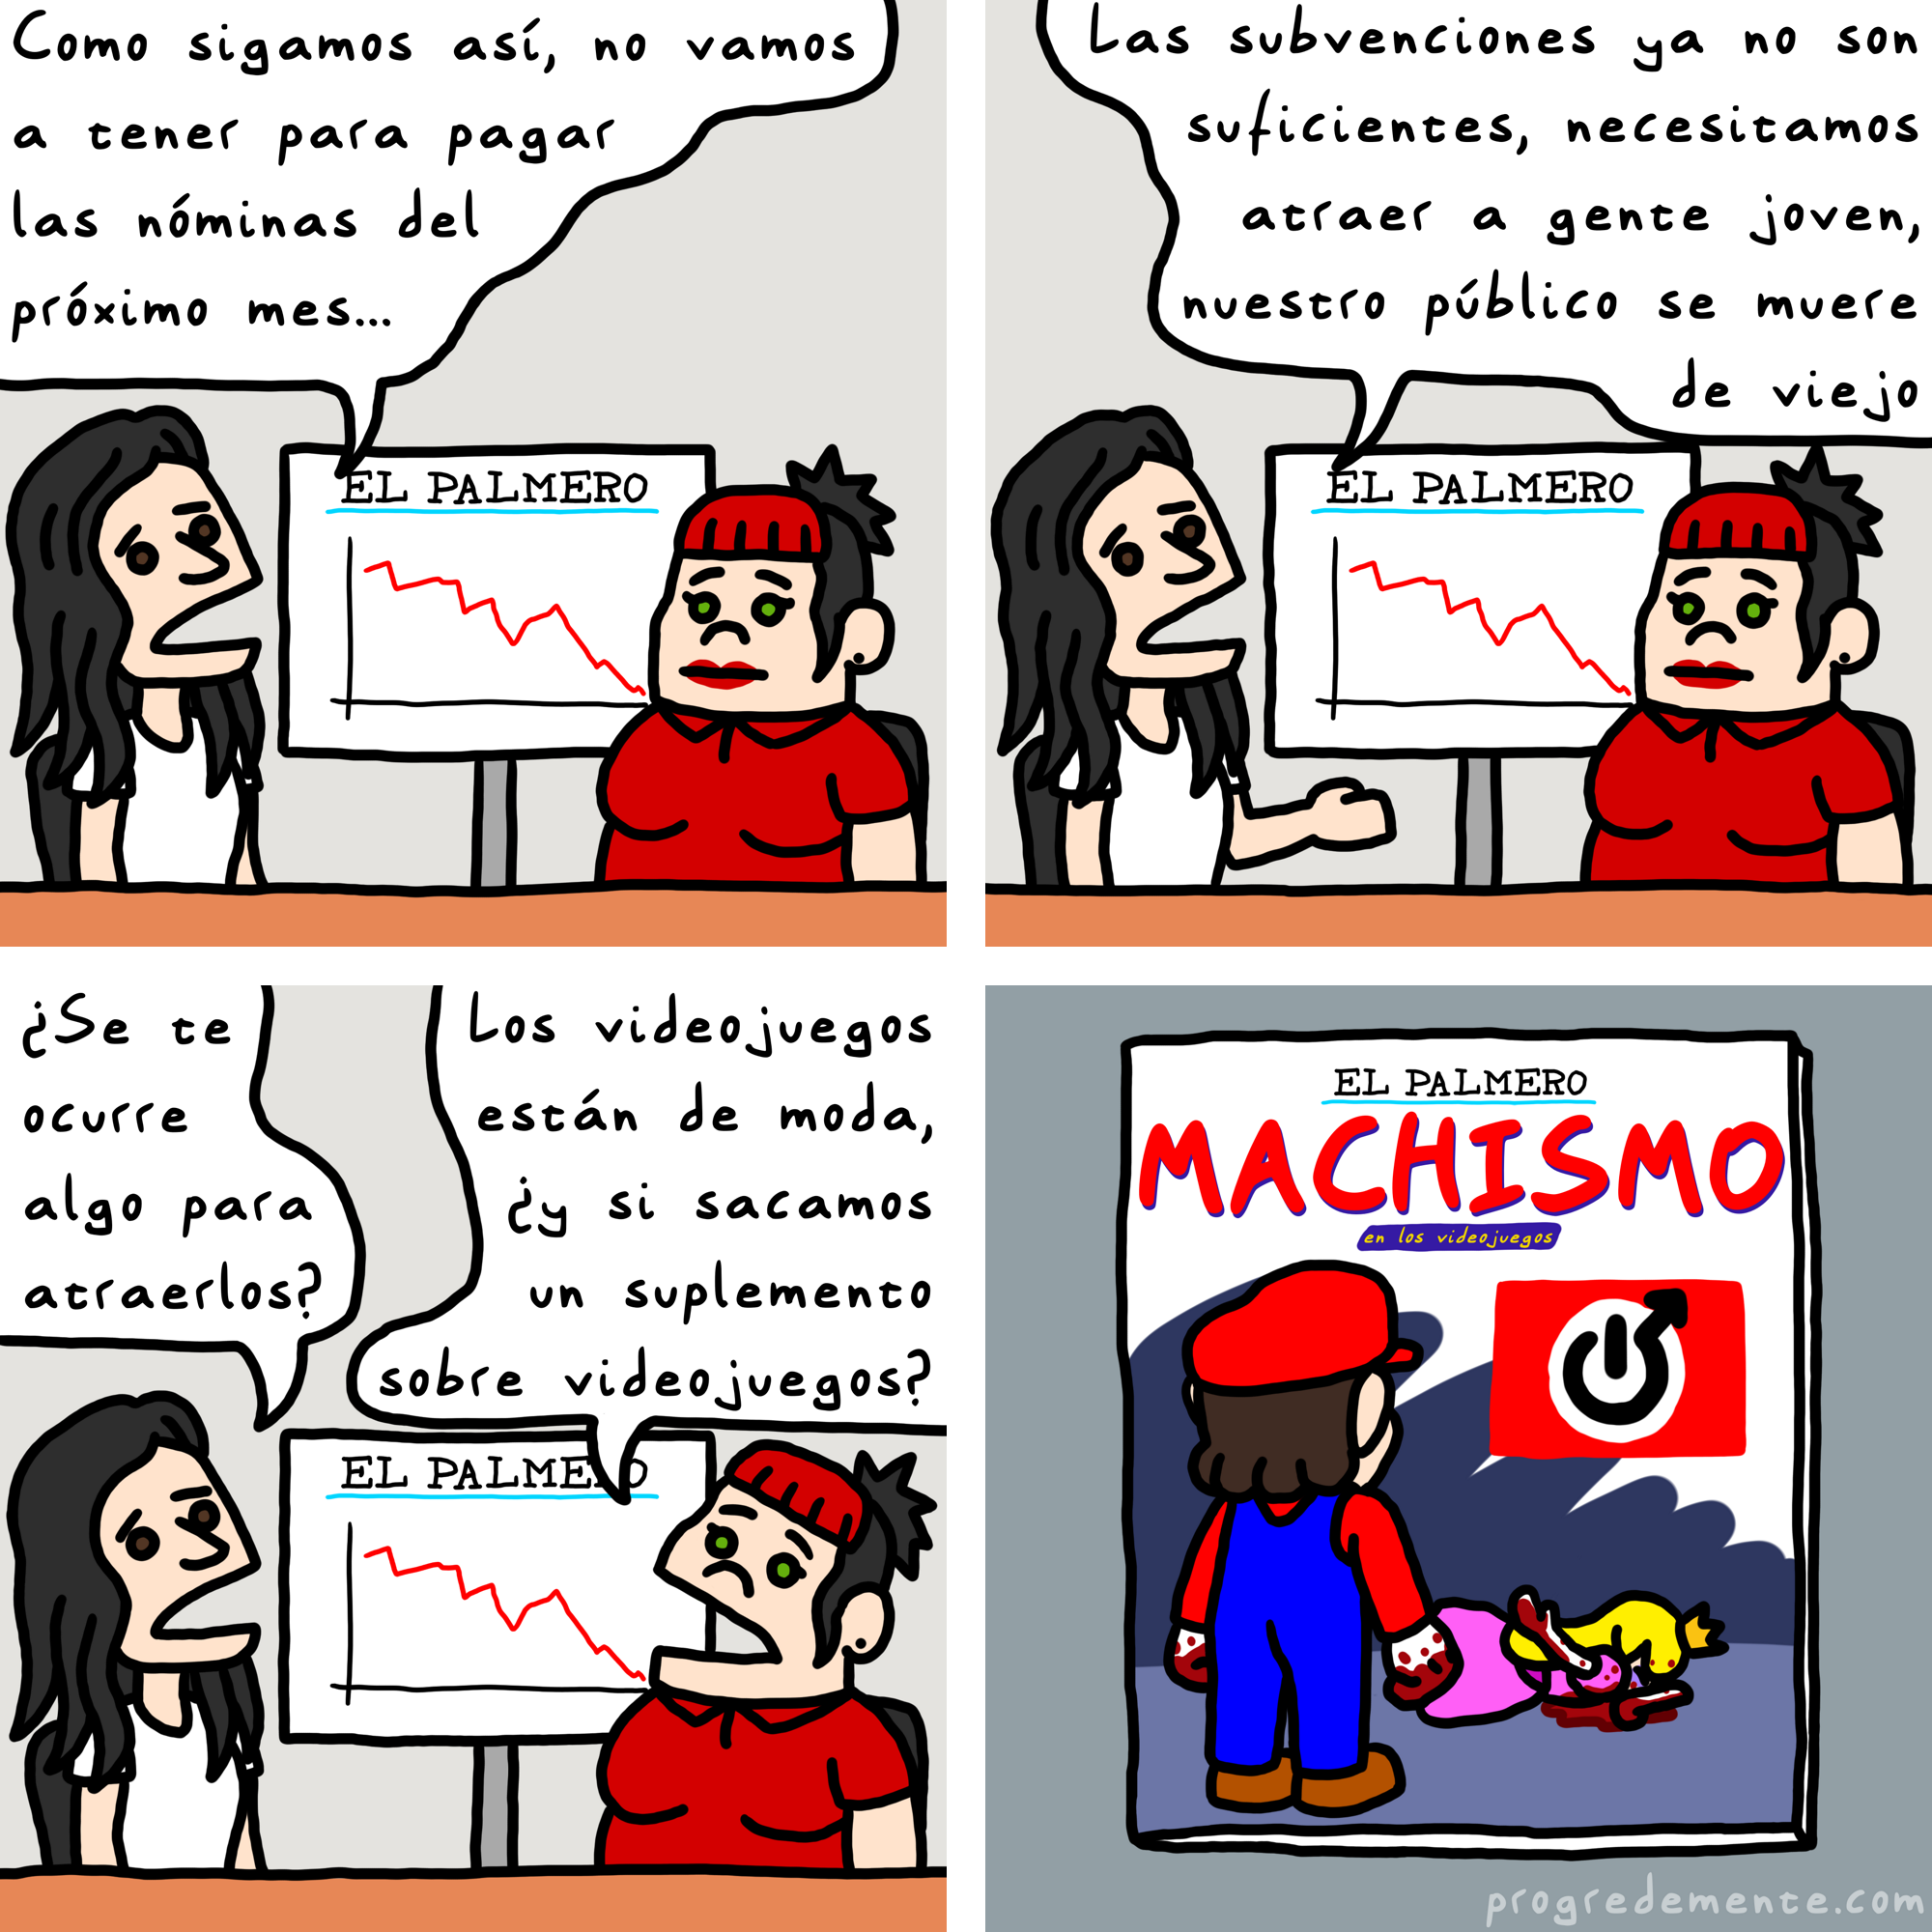 Como sigamos así, no vamos
a tener para pagar
las nóminas del
próximo mes...
EL PALMERO
Las subvenciones ya no son
suficientes, necesitamos
atraer a gente joven,
nuestro público se muere
de viejo
EL PALMERO
¿Se te
ocurre
algo para
atraerlos?
Los videojuegos
están de moda,
¿y si sacamos
un suplemento
sobre videojuegos?
EL PALMERO
EL PALMERO
MACHISMO
en los videojuegos
progredemente.com